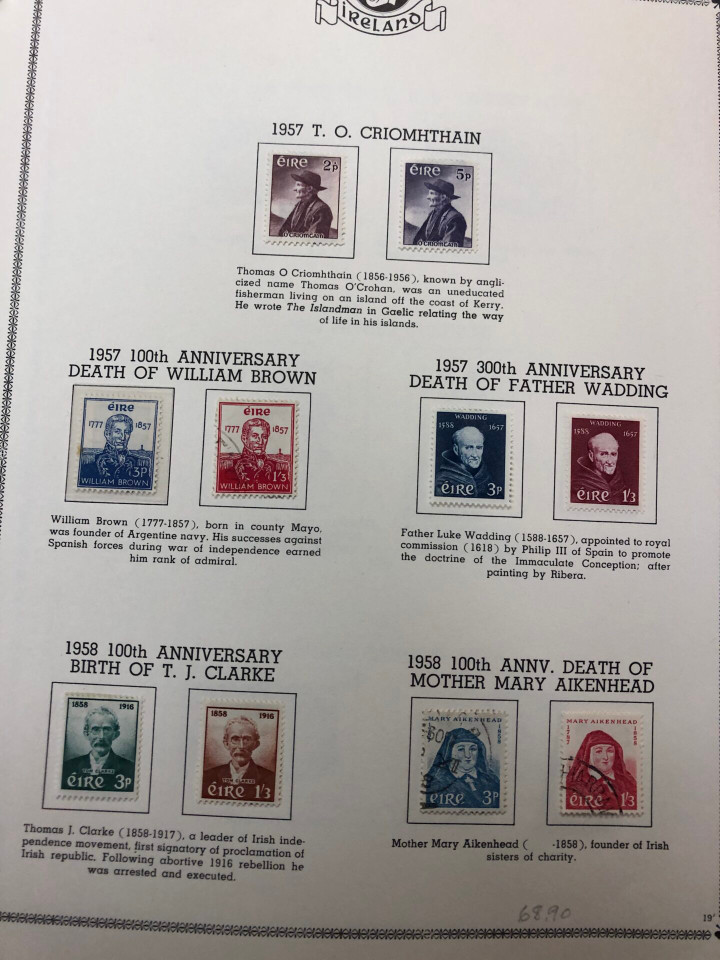 IRELAND
1957 T. O. CRIOMHTHAIN
éIRe 2p
O CRIOMTAIN
éIRe 5p
O CRIOMTAIN
Thomas O Criomhthain (1856-1956), known by angli-
cized name Thomas O'Crohan, was an uneducated
fisherman living on an island off the coast of Kerry.
He wrote The Islandman in Gaelic relating the way
of life in his islands.
1957 100th ANNIVERSARY
DEATH OF WILLIAM BROWN
éIRe
1777 1857
3P
WILLIAM BROWN
éIRe
1777 1857
1'3
WILLIAM BROWN
William Brown (1777-1857), born in county Mayo,
was founder of Argentine navy. His successes against
Spanish forces during war of independence earned
him rank of admiral.
1957 300th ANNIVERSARY
DEATH OF FATHER WADDING
WADDING
1588 1657
éIRe 3p
WADDING
1588 1657
éIRe 1/3
Father Luke Wadding (1588-1657), appointed to royal
commission (1618) by Philip III of Spain to promote
the doctrine of the Immaculate Conception; after
painting by Ribera.
1958 100th ANNIVERSARY
BIRTH OF T. J. CLARKE
1858 1916
TOM CLARKE
éIRe 3p
1858 1916
TOM CLARKE
éIRe 1/3
Thomas J. Clarke (1858-1917), a leader of Irish inde-
pendence movement, first signatory of proclamation of
Irish republic. Following abortive 1916 rebellion he
was arrested and executed.
1958 100th ANNV. DEATH OF
MOTHER MARY AIKENHEAD
MARY AIKENHEAD
1858
éIRe 3p
MARY AIKENHEAD
1787 1858
éIRe 1/3
Mother Mary Aikenhead ( -1858), founder of Irish
sisters of charity.
68.90
19'